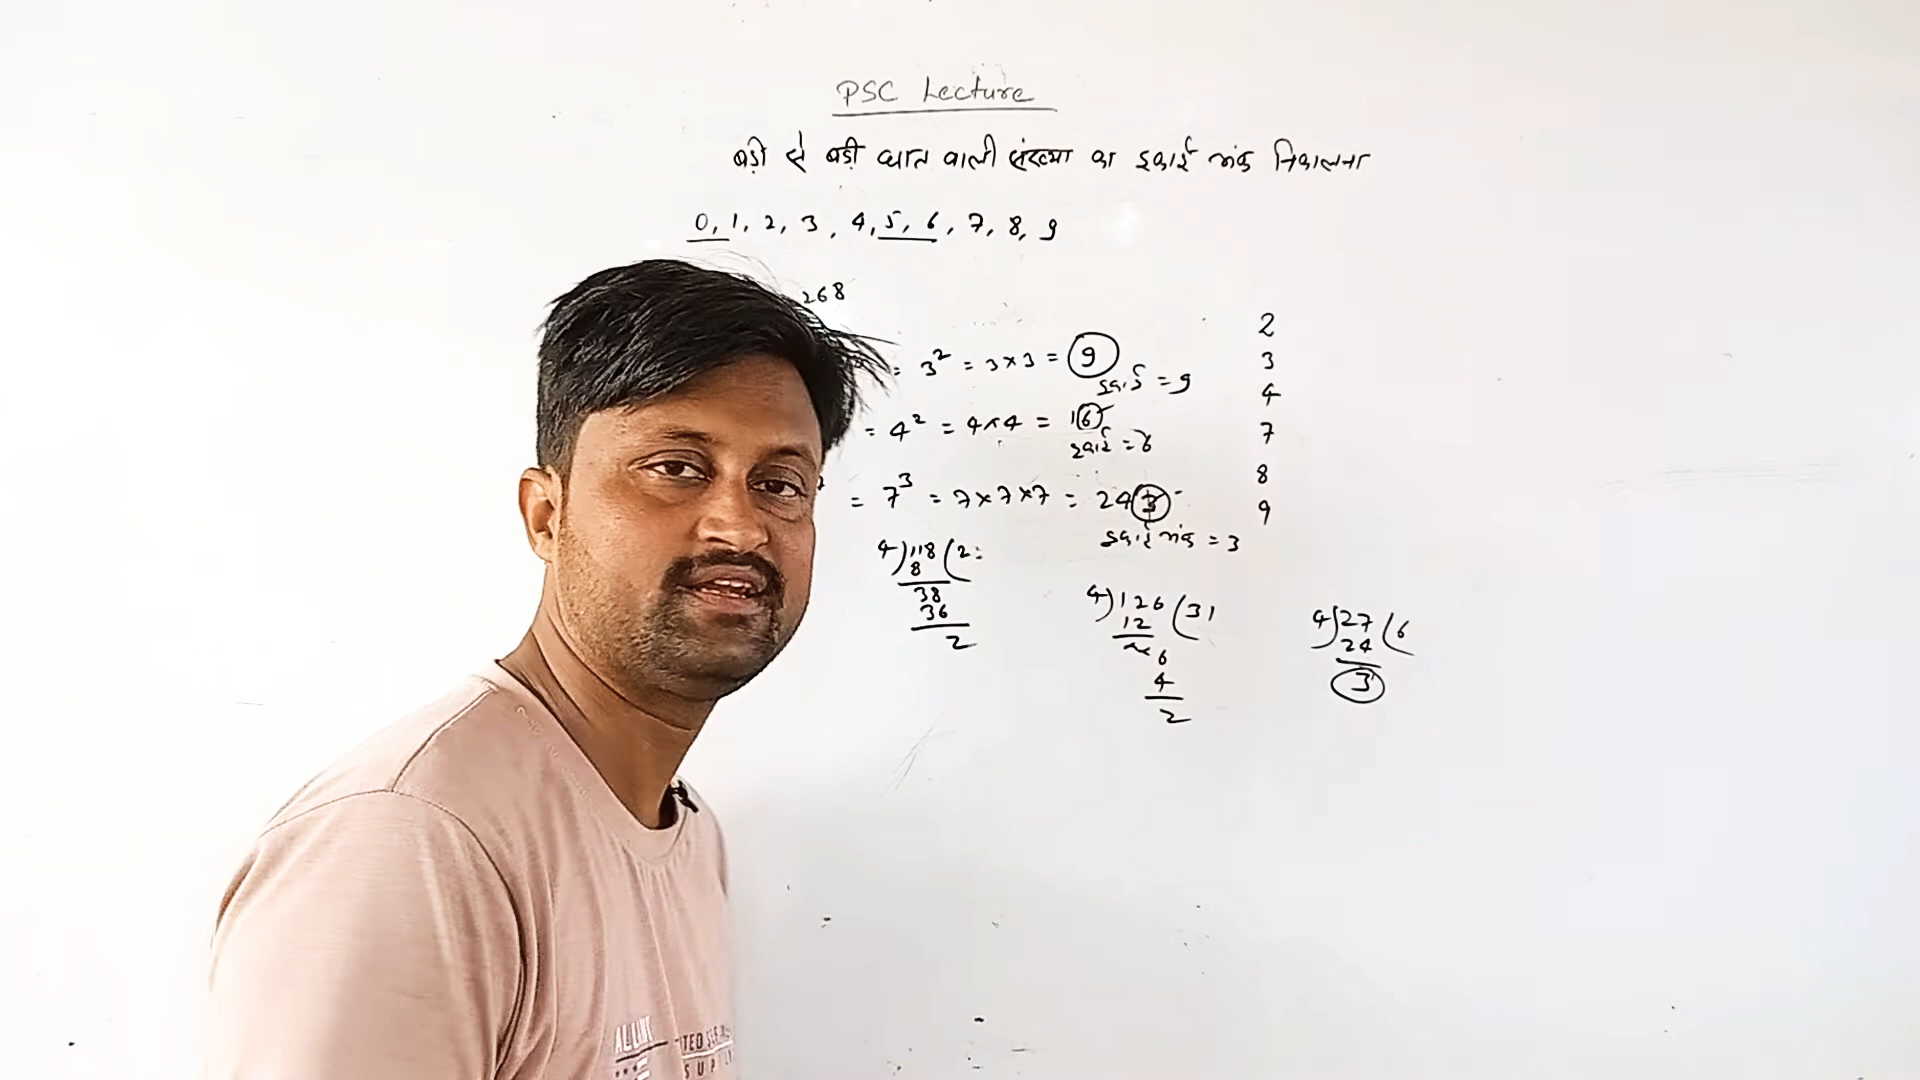 PSC Lecture
बड़ी से बड़ी घात वाली संख्या का इकाई अंक निकालना
0, 1, 2, 3, 4, 5, 6, 7, 8, 9
268
= 3² = 3×3 = 9
इकाई = 9
= 4² = 4×4 = 16
इकाई = 6
= 7³ = 7×7×7 = 243
इकाई अंक = 3
2
3
4
7
8
9
4)118(2
8
38
36
2
4)126(31
12
6
4
2
4)27(6
24
3